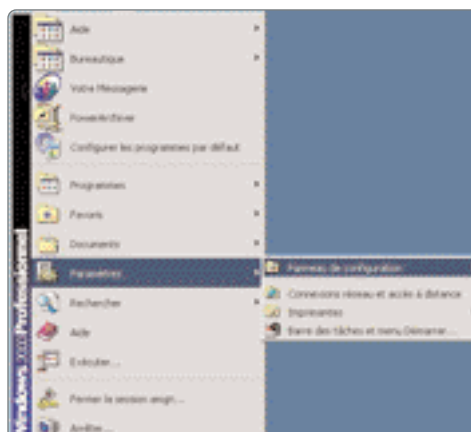 Aide
Bureautique
Votre Messagerie
PowerArchiver
Configurer les programmes par défaut
Programmes
Favoris
Documents
Paramètres
Panneau de configuration
Connexions réseau et accès à distance
Rechercher
Imprimantes
Aide
Barre des tâches et menu Démarrer...
Exécuter...
Fermer la session
Arrêter...
Windows 2000 Professionnel